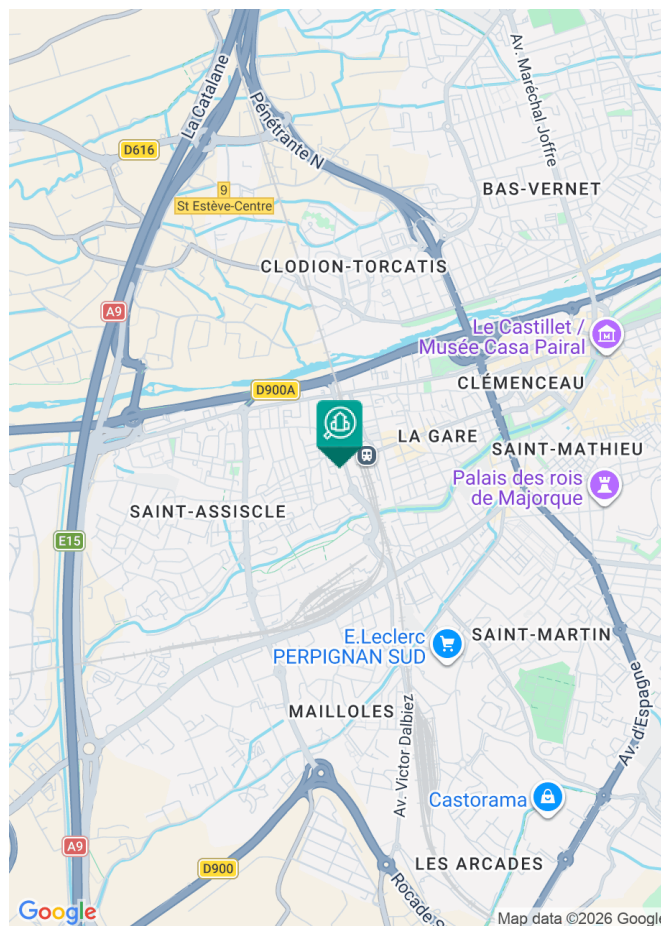 La Catalane
Pénétrante N
Av. Maréchal Joffre
D616
9
St Estève-Centre
BAS-VERNET
CLODION-TORCATIS
A9
Le Castillet /
Musée Casa Pairal
D900A
CLÉMENCEAU
LA GARE
SAINT-MATHIEU
Palais des rois
de Majorque
SAINT-ASSISCLE
E15
E.Leclerc
PERPIGNAN SUD
SAINT-MARTIN
MAILLOLES
Av. Victor Dalbiez
Av. d'Espagne
Castorama
A9
D900
LES ARCADES
Rocade S
Google
Map data ©2026 Google